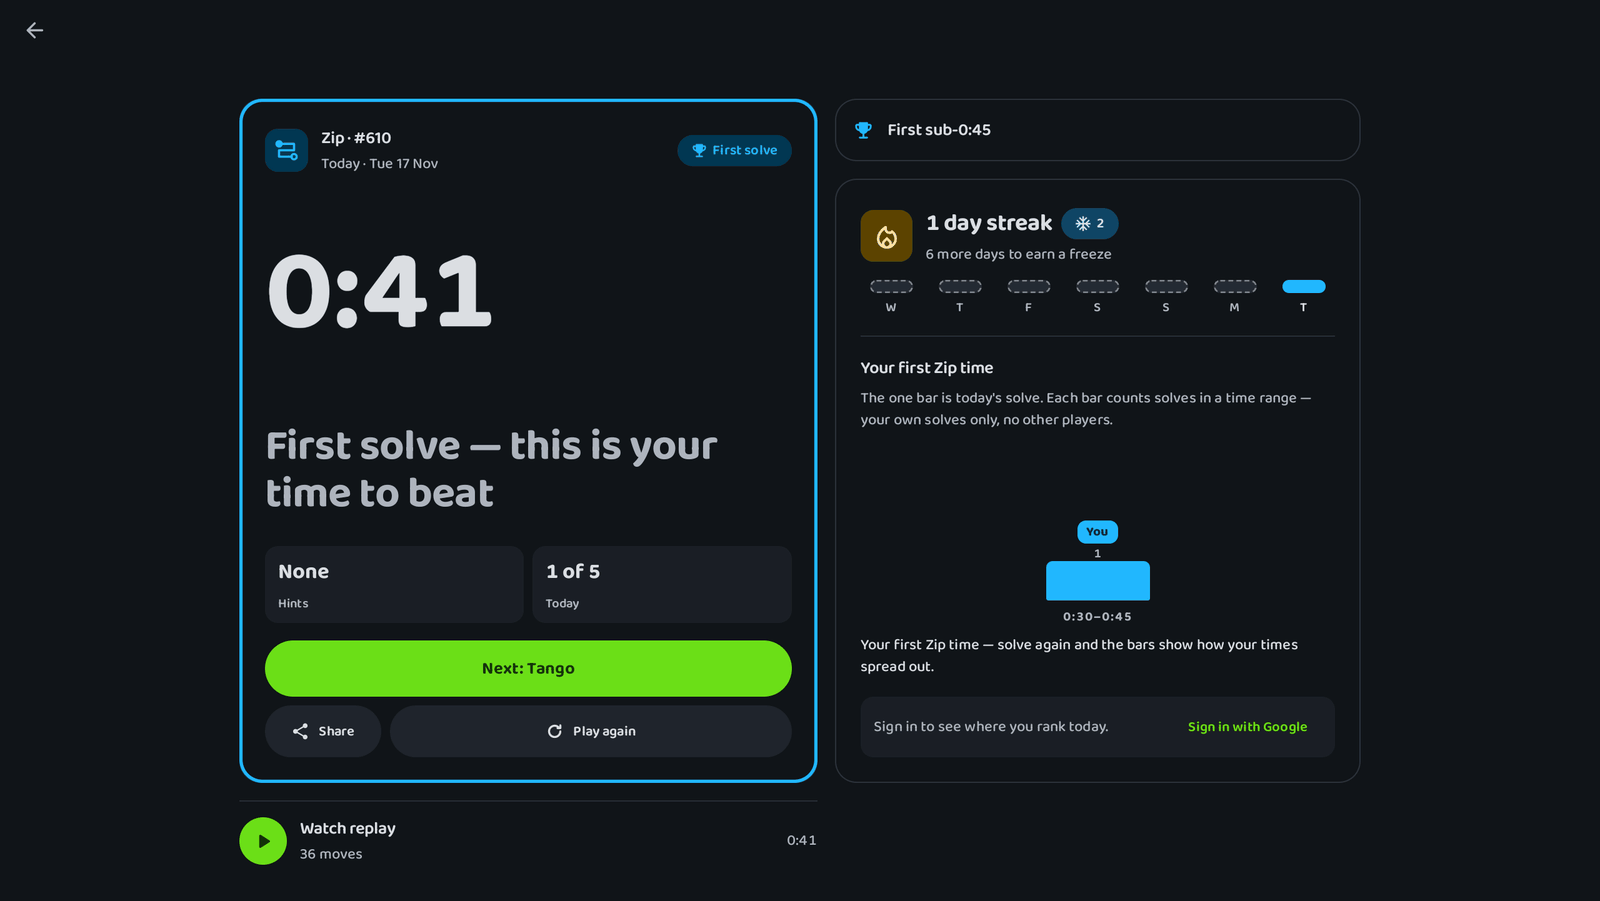 Zip · #610
Today · Tue 17 Nov
First solve
0:41
First solve — this is your
time to beat
None
Hints
1 of 5
Today
Next: Tango
Share
Play again
Watch replay
36 moves
0:41
First sub-0:45
1 day streak
2
6 more days to earn a freeze
W T F S S M T
Your first Zip time
The one bar is today's solve. Each bar counts solves in a time range —
your own solves only, no other players.
You
1
0:30–0:45
Your first Zip time — solve again and the bars show how your times
spread out.
Sign in to see where you rank today.
Sign in with Google